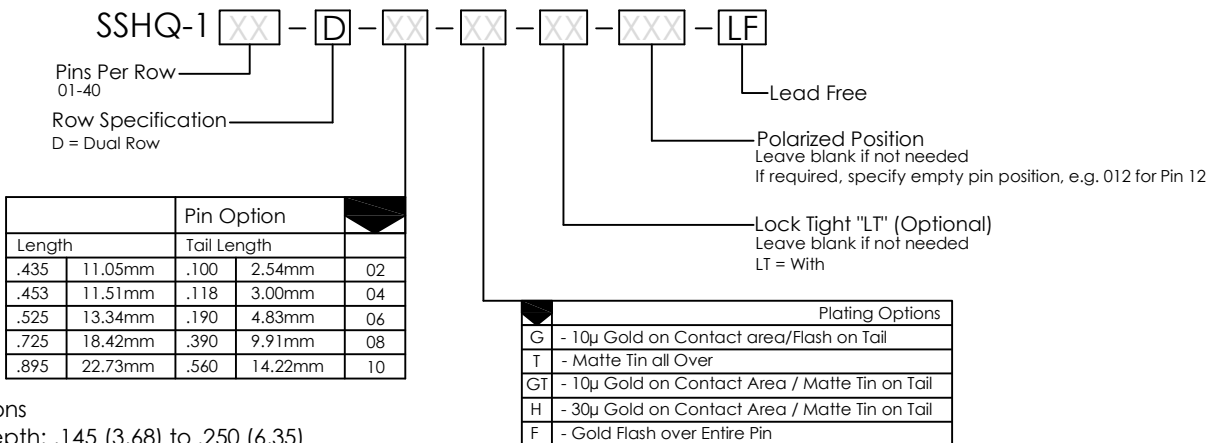 SSHQ-1 XX – D – XX – XX – XX – XXX – LF
Pins Per Row
01-40
Row Specification
D = Dual Row
Lead Free
Polarized Position
Leave blank if not needed
If required, specify empty pin position, e.g. 012 for Pin 12
Lock Tight "LT" (Optional)
Leave blank if not needed
LT = With
Pin Option
Length Tail Length
.435 11.05mm .100 2.54mm 02
.453 11.51mm .118 3.00mm 04
.525 13.34mm .190 4.83mm 06
.725 18.42mm .390 9.91mm 08
.895 22.73mm .560 14.22mm 10
Plating Options
G - 10µ Gold on Contact area/Flash on Tail
T - Matte Tin all Over
GT - 10µ Gold on Contact Area / Matte Tin on Tail
H - 30µ Gold on Contact Area / Matte Tin on Tail
F - Gold Flash over Entire Pin
ons
epth: .145 (3.68) to .250 (6.35)